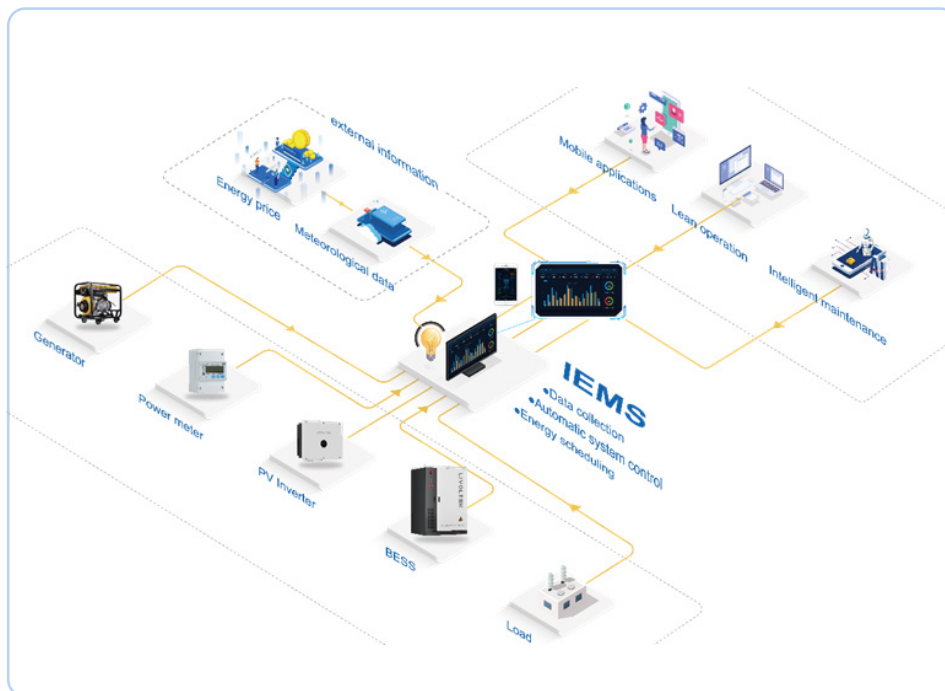 external information
Energy price
Meteorological data
Mobile applications
Lean operation
Intelligent maintenance
Generator
Power meter
PV Inverter
BESS
LIVOLTEK
Load
IEMS
•Data collection
•Automatic system control
•Energy scheduling